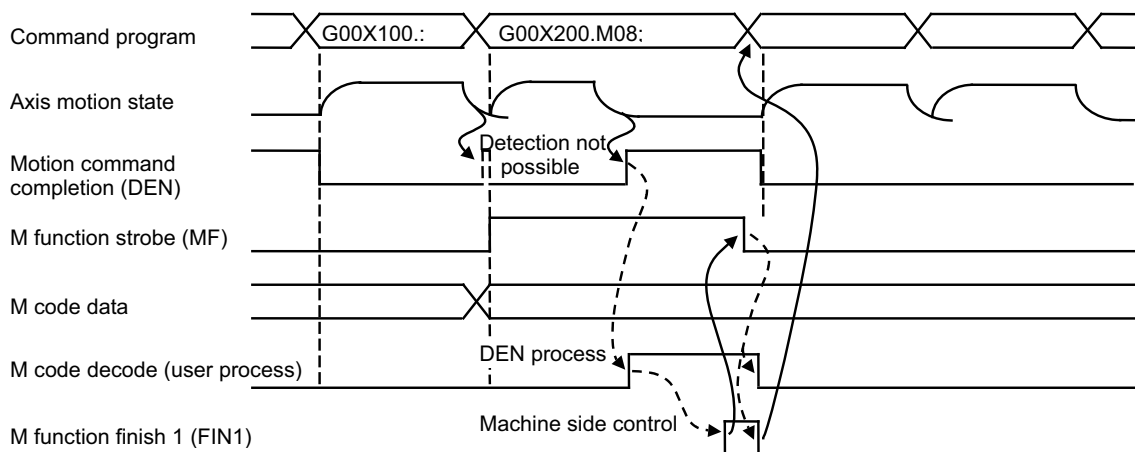 Command program
G00X100.:
G00X200.M08:
Axis motion state
Detection not
possible
Motion command
completion (DEN)
M function strobe (MF)
M code data
DEN process
M code decode (user process)
Machine side control
M function finish 1 (FIN1)